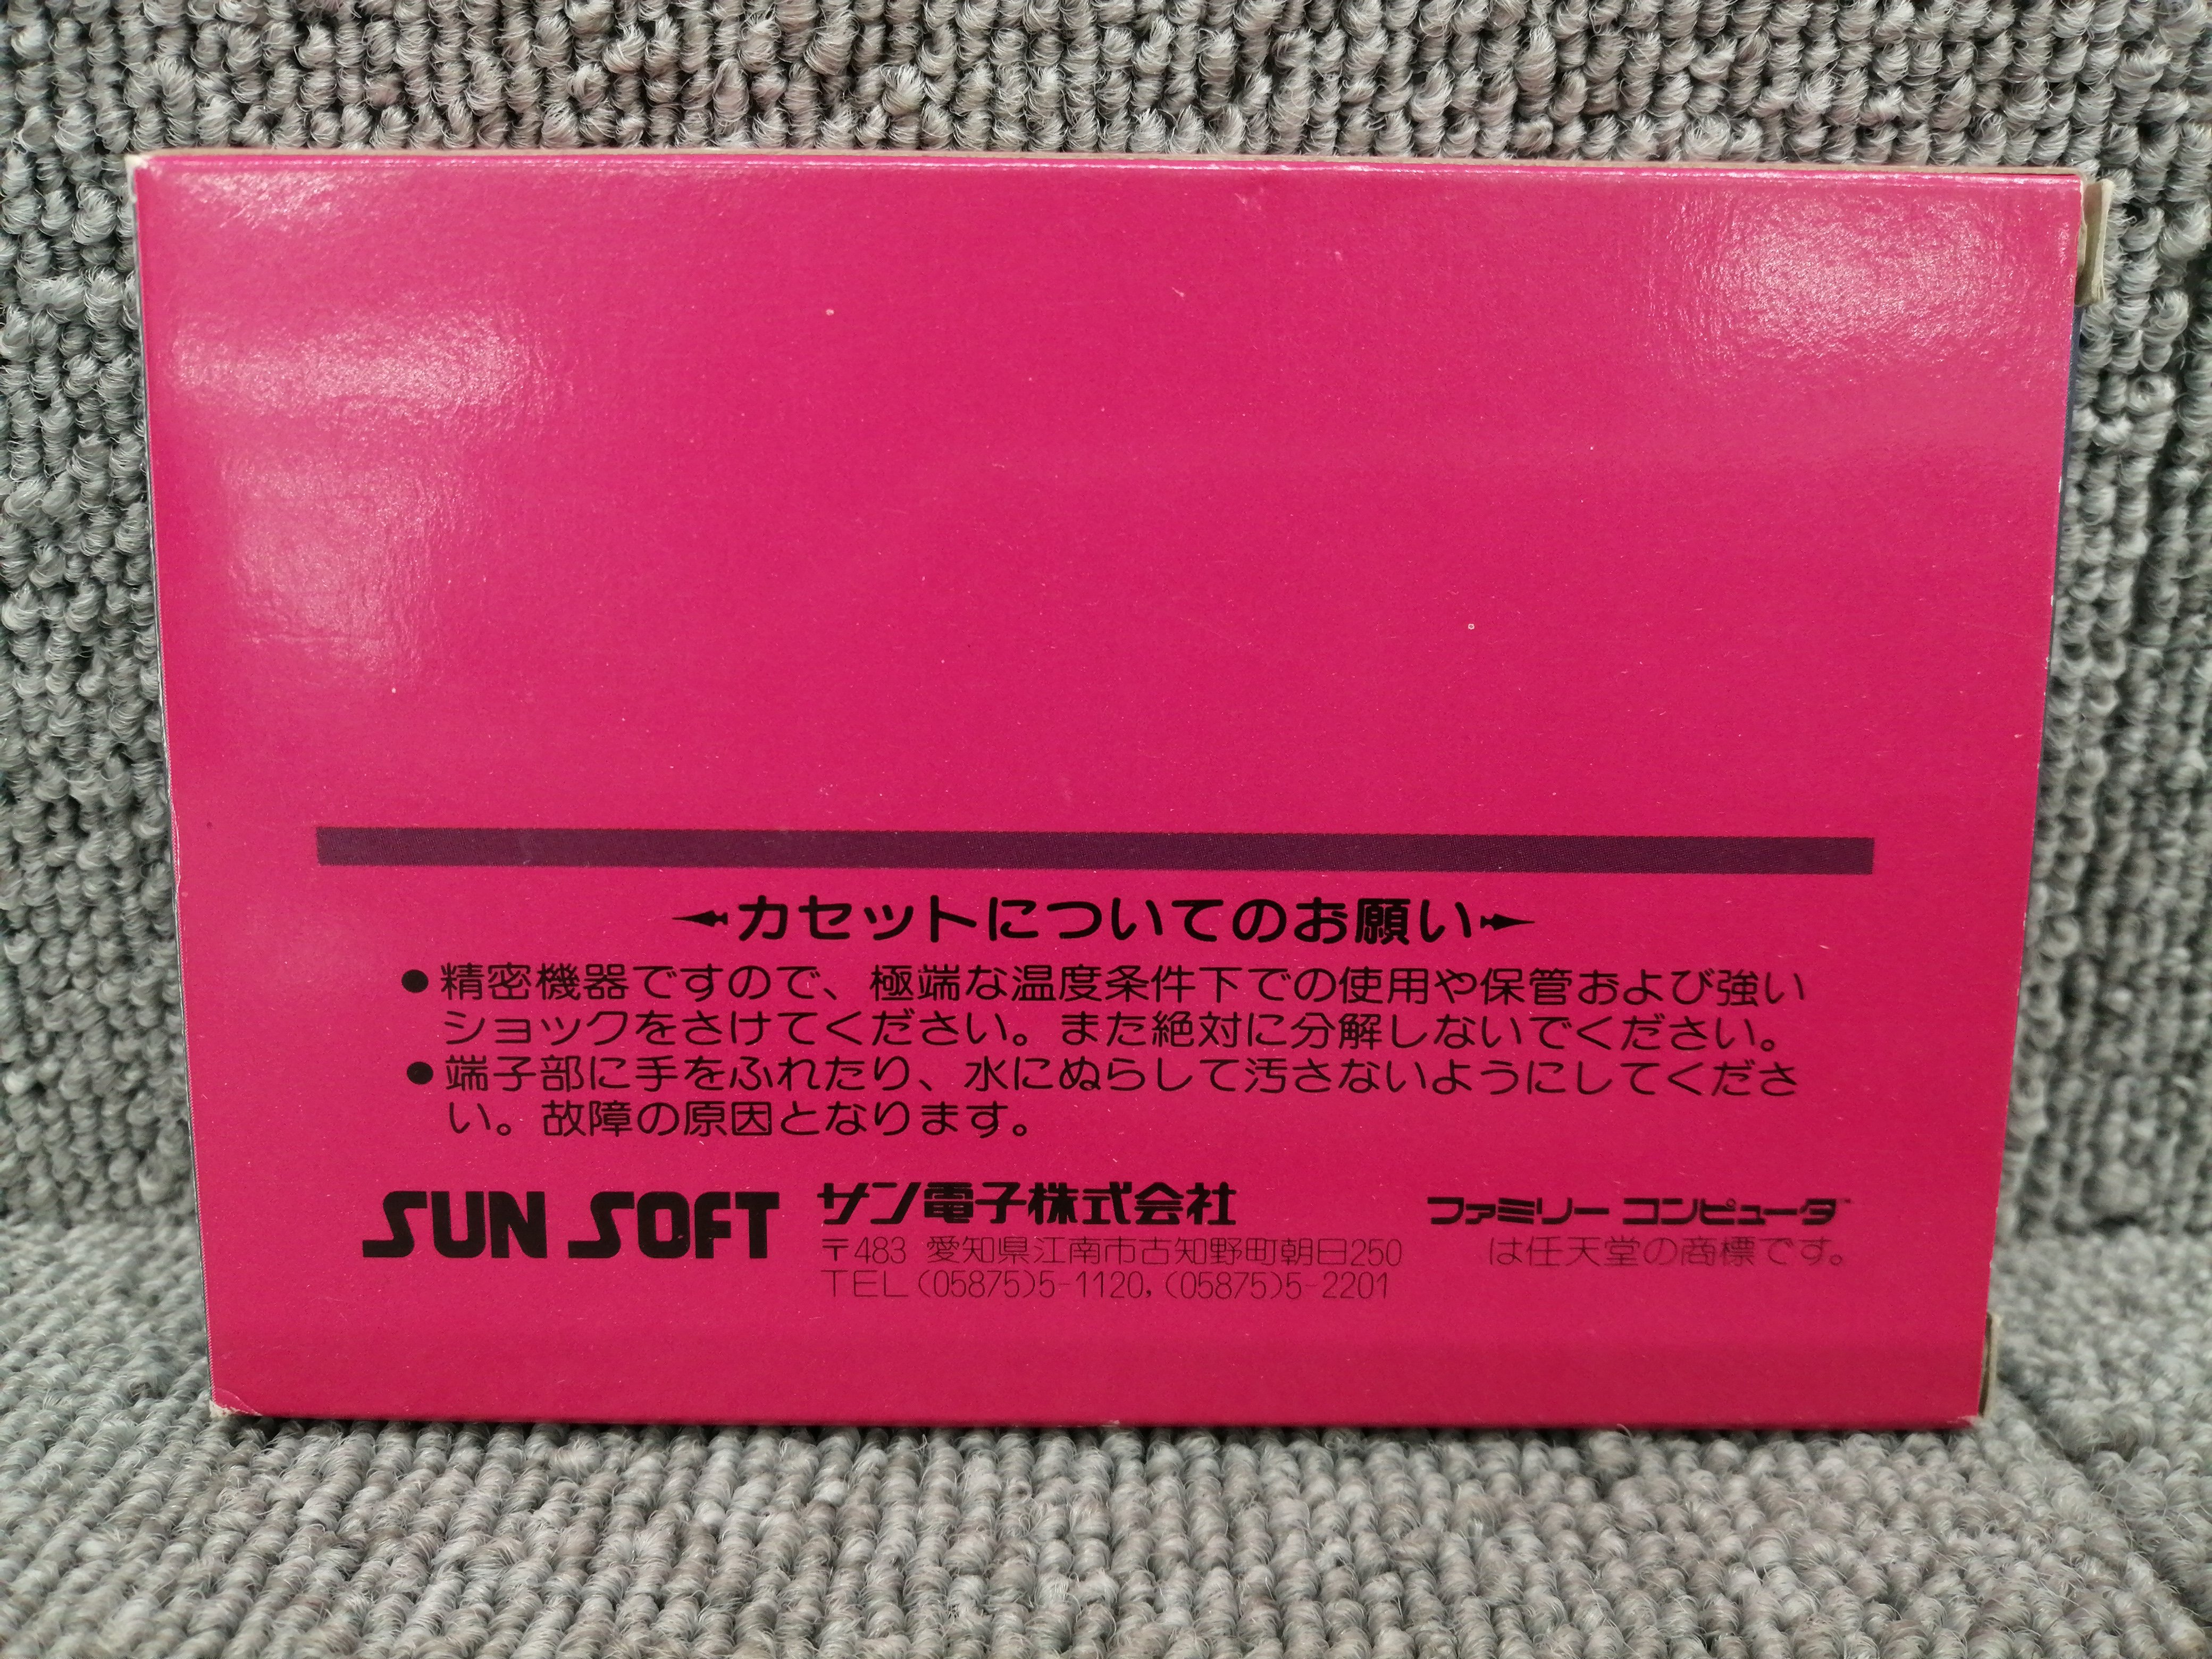 カセットについてのお願い
●精密機器ですので、極端な温度条件下での使用や保管および強い
ショックをさけてください。また絶対に分解しないでください。
●端子部に手をふれたり、水にぬらして汚さないようにしてくださ
い。故障の原因となります。
SUN SOFT
サン電子株式会社
〒483 愛知県江南市古知野町朝日250
TEL(05875)5-1120,(05875)5-2201
ファミリー コンピュータ™
は任天堂の商標です。